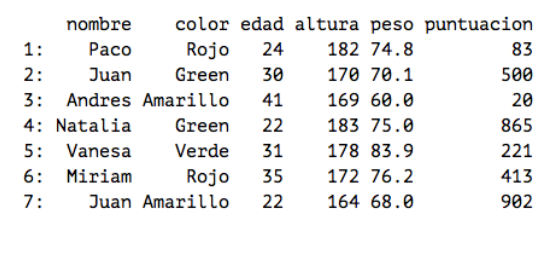 nombre color edad altura peso puntuacion
1: Paco Rojo 24 182 74.8 83
2: Juan Green 30 170 70.1 500
3: Andres Amarillo 41 169 60.0 20
4: Natalia Green 22 183 75.0 865
5: Vanesa Verde 31 178 83.9 221
6: Miriam Rojo 35 172 76.2 413
7: Juan Amarillo 22 164 68.0 902